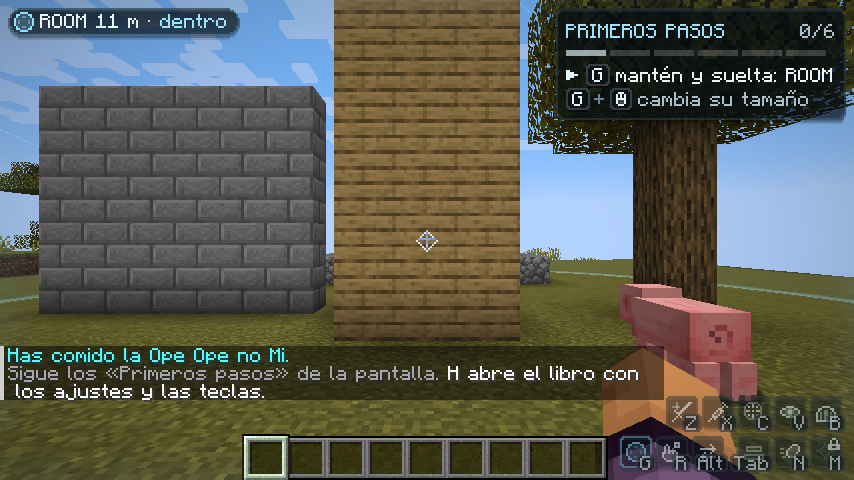 ROOM 11 m · dentro
PRIMEROS PASOS 0/6
► G mantén y suelta: ROOM
G + cambia su tamaño
Has comido la Ope Ope no Mi.
Sigue los «Primeros pasos» de la pantalla. H abre el libro con
los ajustes y las teclas.
Z X C V B
G R Alt Tab N M